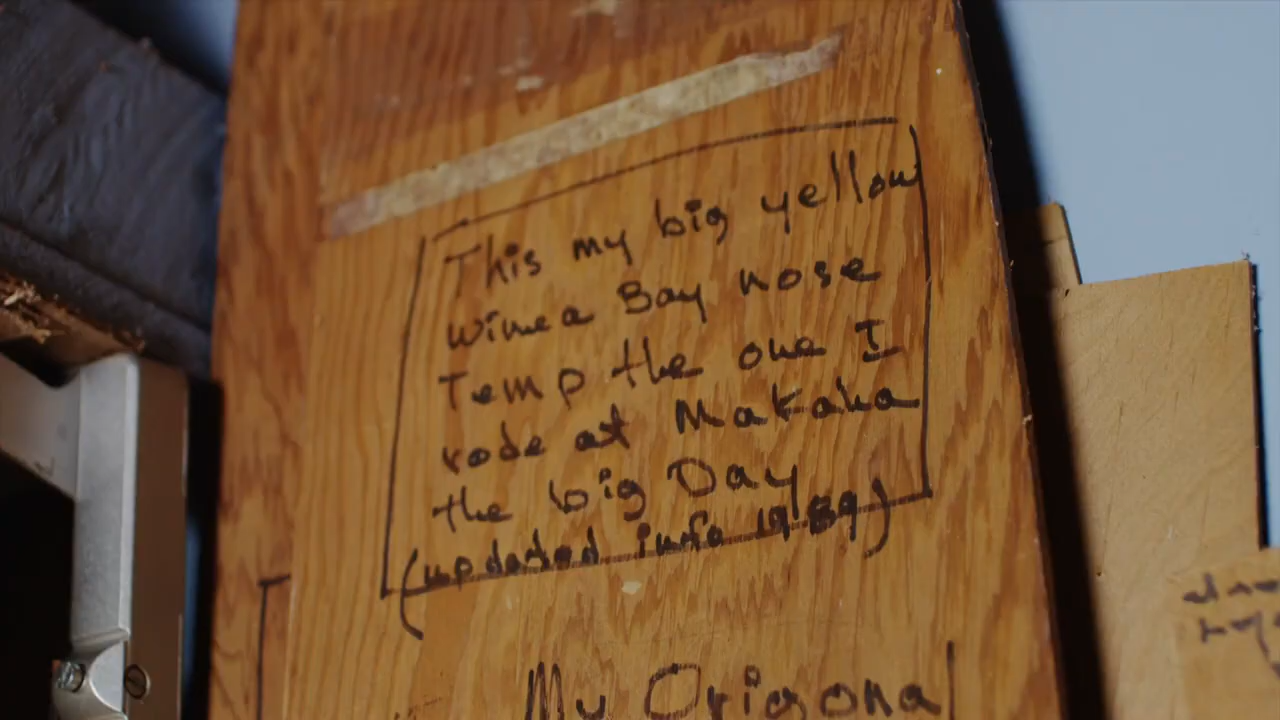 This my big yellow
wimea Bay nose
Temp the one I
rode at Makaha
the big Day
(updated info 1989)
My Origonal